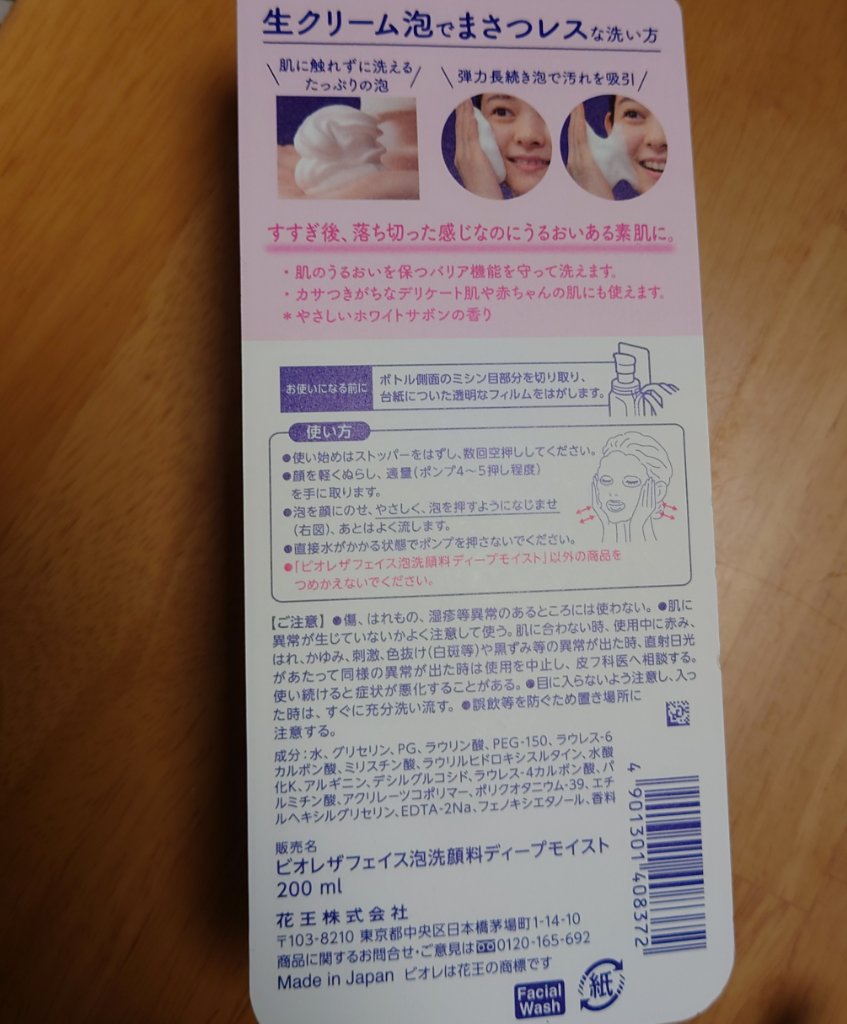 生クリーム泡でまさつレスな洗い方
肌に触れずに洗える
たっぷりの泡
弾力長続き泡で汚れを吸引
すすぎ後、落ち切った感じなのにうるおいある素肌に。
・肌のうるおいを保つバリア機能を守って洗えます。
・カサつきがちなデリケート肌や赤ちゃんの肌にも使えます。
＊やさしいホワイトサボンの香り
お使いになる前に
ボトル側面のミシン目部分を切り取り、
台紙についた透明なフィルムをはがします。
使い方
●使い始めはストッパーをはずし、数回空押ししてください。
●顔を軽くぬらし、適量(ポンプ4～5押し程度)
を手に取ります。
●泡を顔にのせ、やさしく、泡を押すようになじませ
(右図)、あとはよく流します。
●直接水がかかる状態でポンプを押さないでください。
●「ビオレザフェイス泡洗顔料ディープモイスト」以外の商品を
つめかえないでください。
【ご注意】●傷、はれもの、湿疹等異常のあるところには使わない。●肌に
異常が生じていないかよく注意して使う。肌に合わない時、使用中に赤み、
はれ、かゆみ、刺激、色抜け(白斑等)や黒ずみ等の異常が出た時、直射日光
があたって同様の異常が出た時は使用を中止し、皮フ科医へ相談する。
使い続けると症状が悪化することがある。●目に入らないよう注意し、入っ
た時は、すぐに充分洗い流す。●誤飲等を防ぐため置き場所に
注意する。
成分：水、グリセリン、PG、ラウリン酸、PEG-150、ラウレス-6
カルボン酸、ミリスチン酸、ラウリルヒドロキシスルタイン、水酸
化K、アルギニン、デシルグルコシド、ラウレス-4カルボン酸、パ
ルミチン酸、アクリレーツコポリマー、ポリクオタニウム-39、エチ
ルヘキシルグリセリン、EDTA-2Na、フェノキシエタノール、香料
販売名
ビオレザフェイス泡洗顔料ディープモイスト
200 ml
花王株式会社
〒103-8210 東京都中央区日本橋茅場町1-14-10
商品に関するお問合せ・ご意見は 0120-165-692
Made in Japan ビオレは花王の商標です
Facial
Wash
紙
4 901301 408372